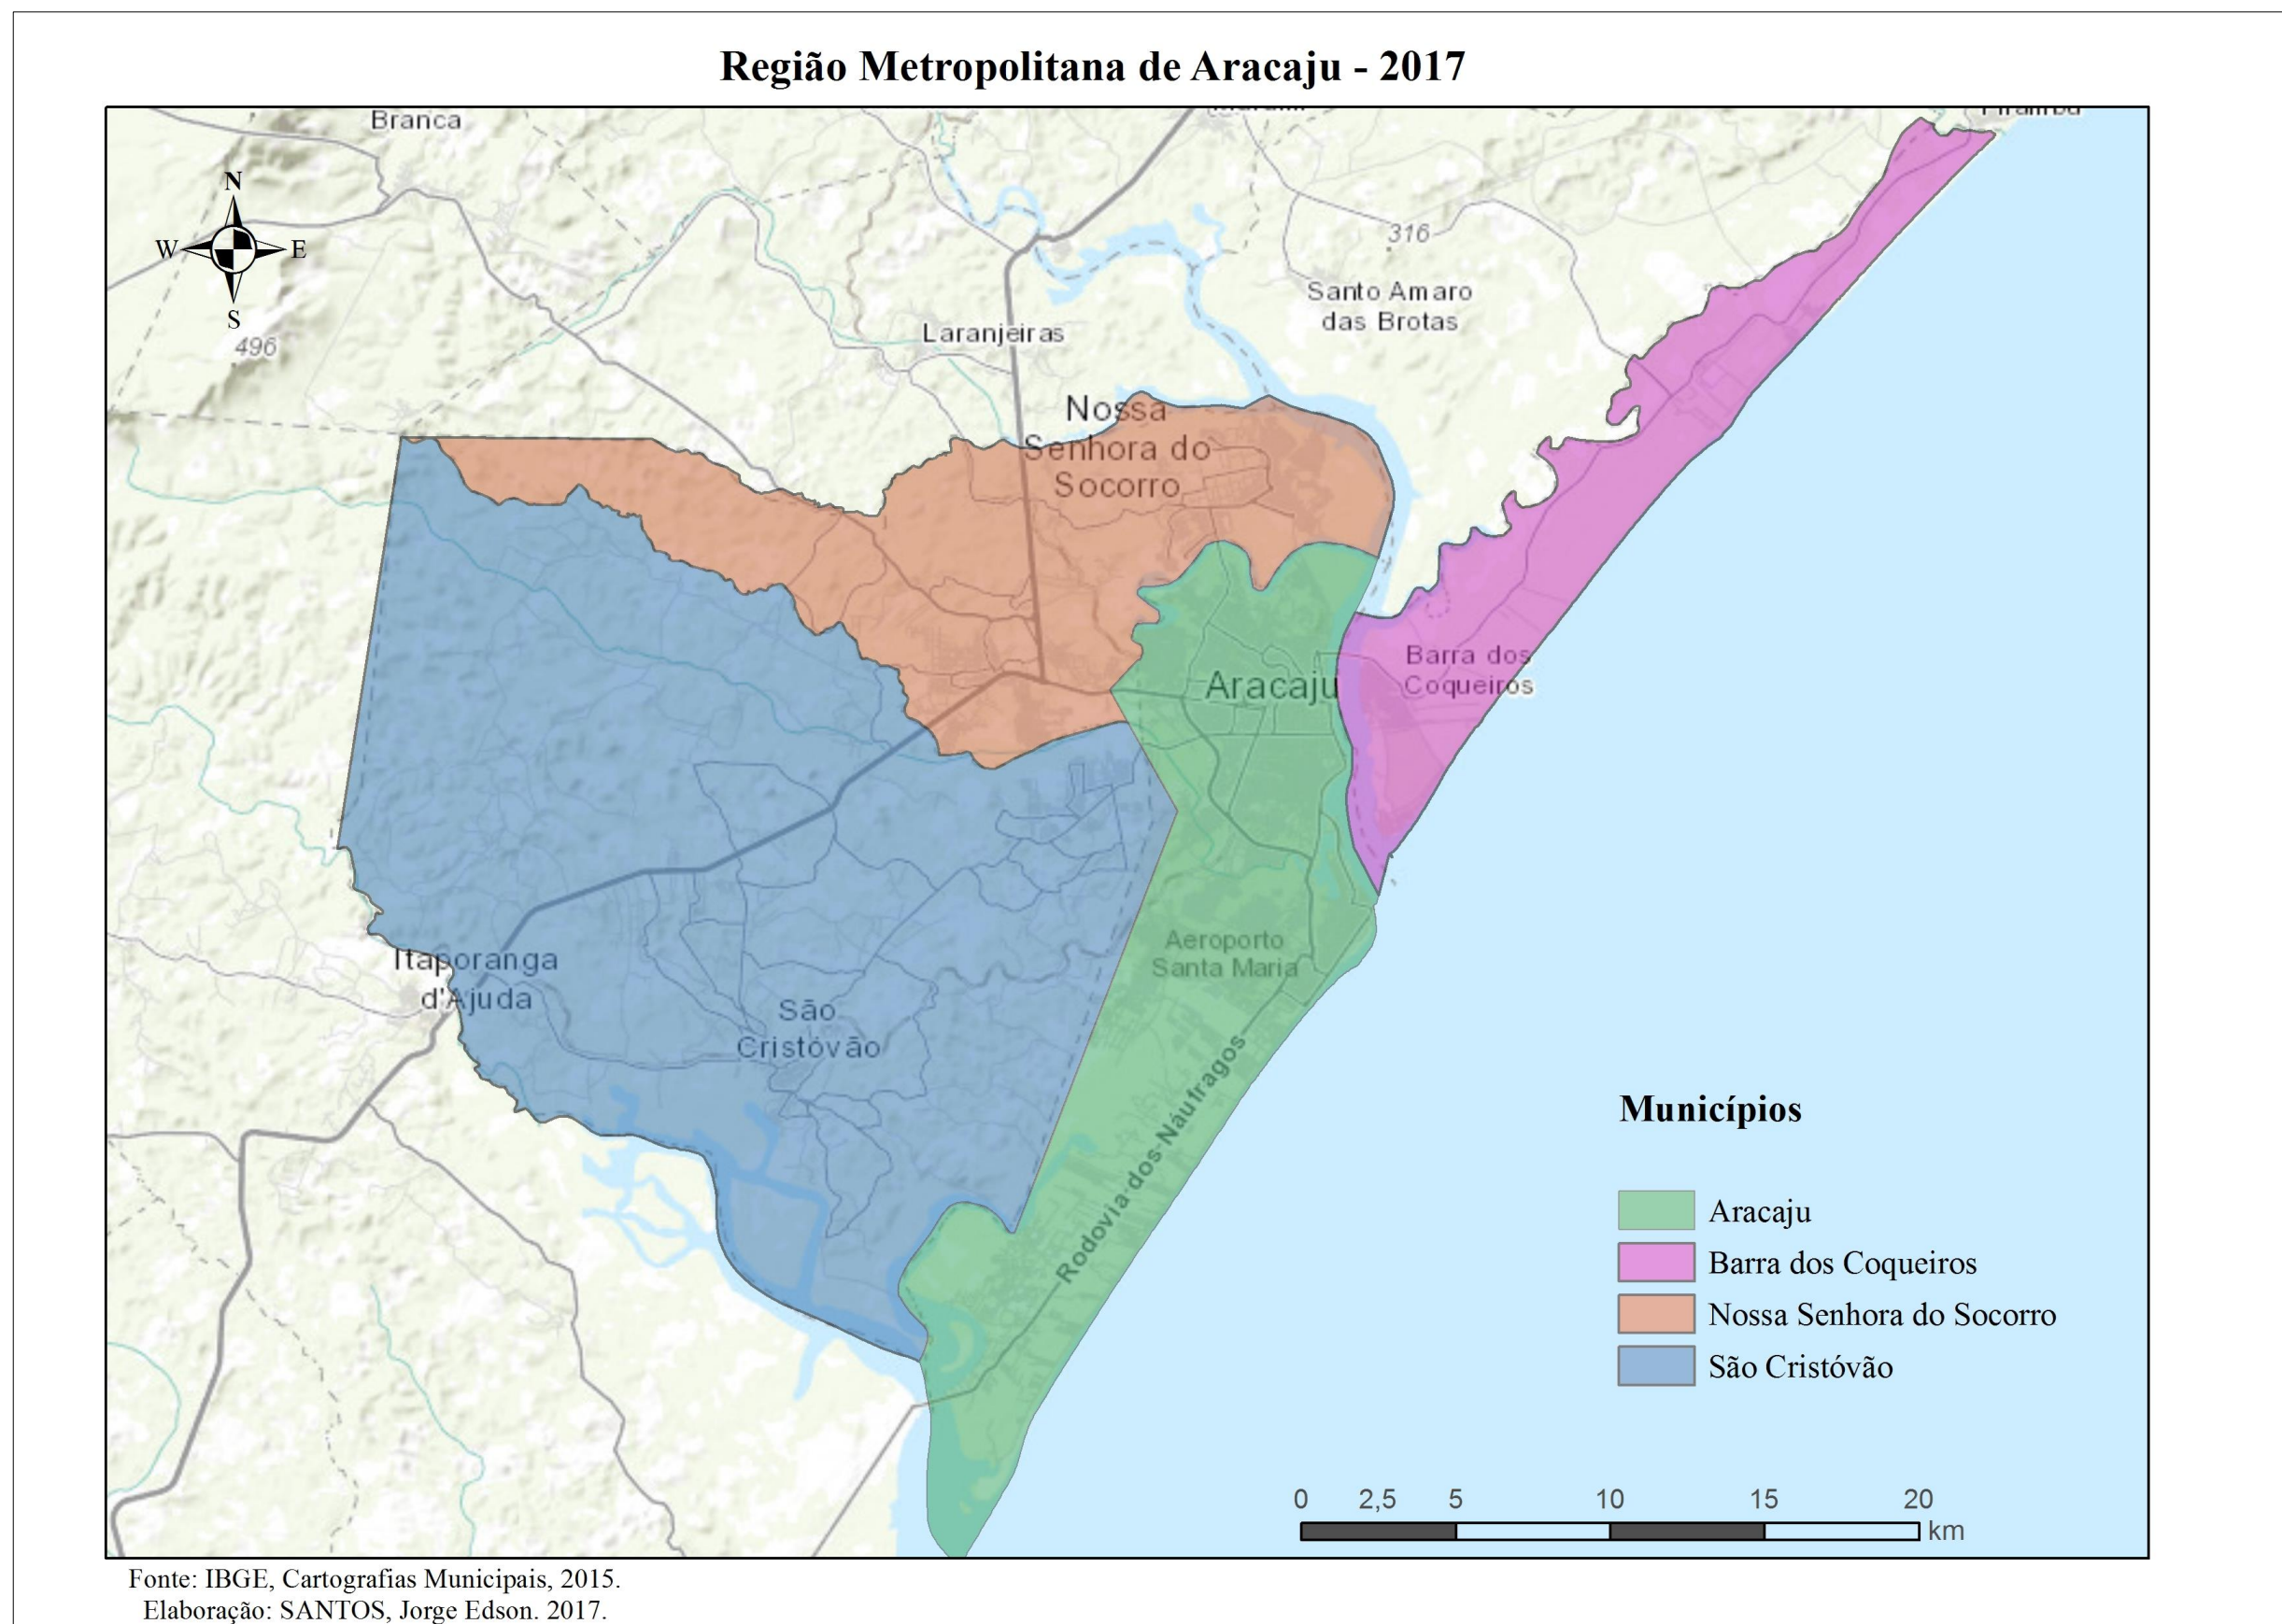 Região Metropolitana de Aracaju - 2017
Branca
N
W
E
S
496
316
Santo Amaro
das Brotas
Laranjeiras
Nossa
Senhora do
Socorro
Aracaju
Barra dos
Coqueiros
Aeroporto
Santa Maria
Itaporanga
d'Ajuda
São
Cristóvão
Rodovia-dos-Náufragos
Municípios
Aracaju
Barra dos Coqueiros
Nossa Senhora do Socorro
São Cristóvão
0 2,5 5 10 15 20
km
Fonte: IBGE, Cartografias Municipais, 2015.
Elaboração: SANTOS, Jorge Edson. 2017.